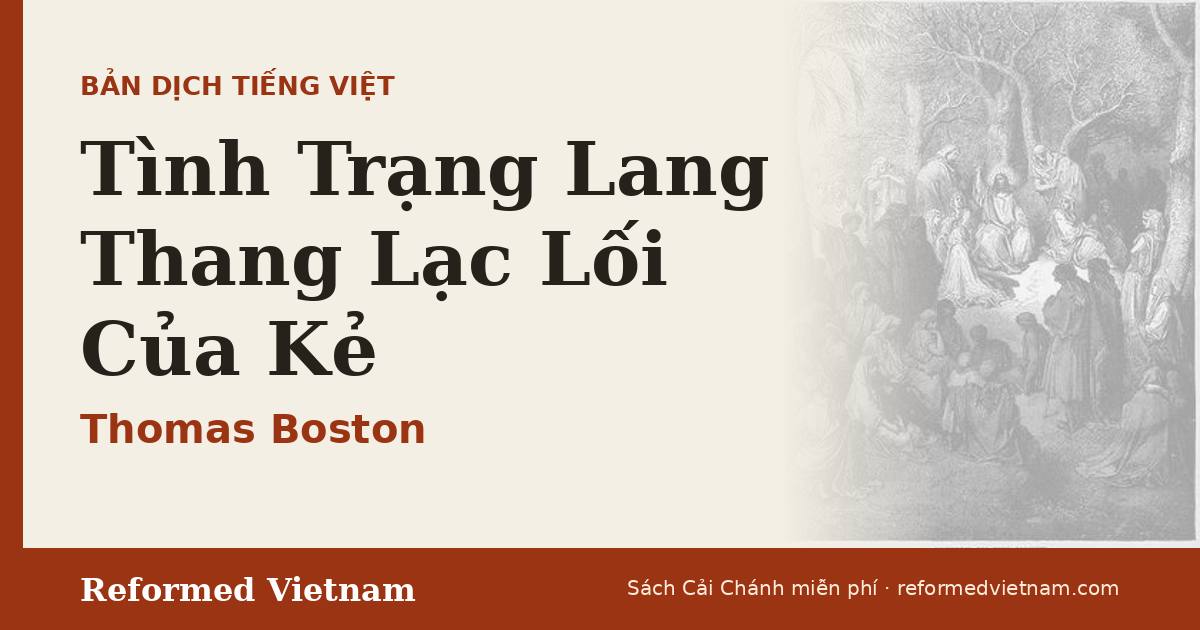 BẢN DỊCH TIẾNG VIỆT
Tình Trạng Lang
Thang Lạc Lối
Của Kẻ
Thomas Boston
Reformed Vietnam
Sách Cải Chánh miễn phí · reformedvietnam.com